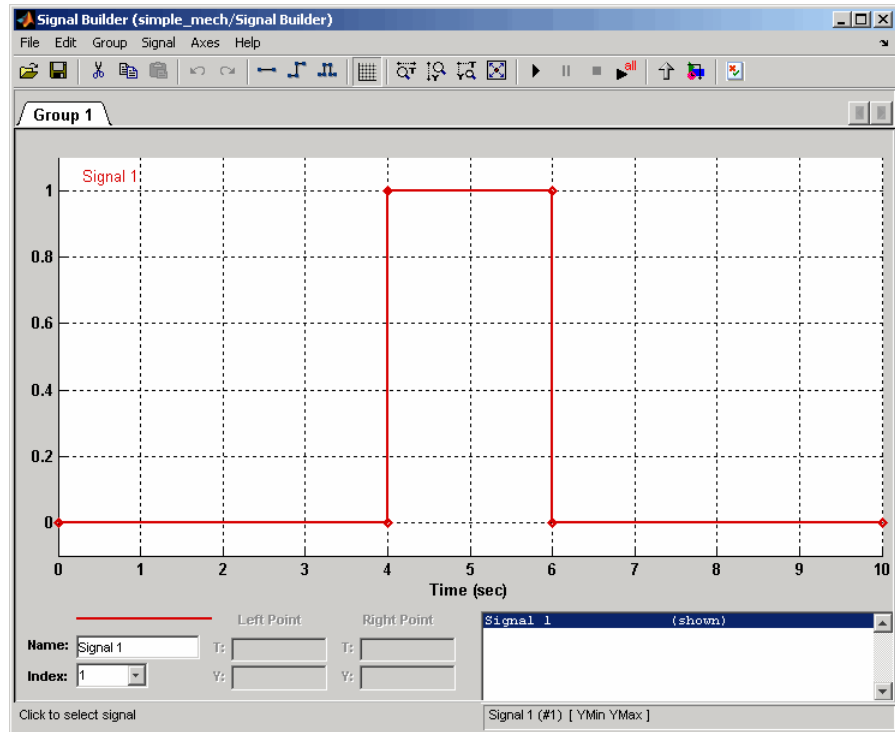 Signal Builder (simple_mech/Signal Builder)
File Edit Group Signal Axes Help
all
Group 1
Signal 1
1
0.8
0.6
0.4
0.2
0
0 1 2 3 4 5 6 7 8 9 10
Time (sec)
Left Point Right Point
Name: Signal 1 T: T:
Index: 1 Y: Y:
Signal 1 (shown)
Click to select signal
Signal 1 (#1) [ YMin YMax ]